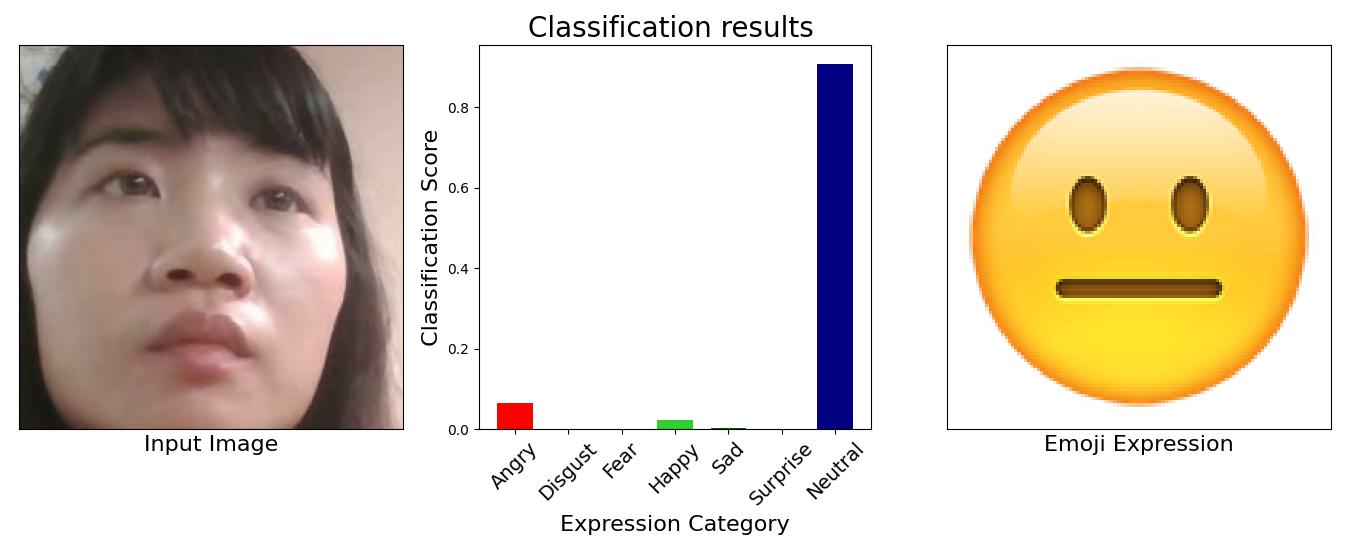 Classification results
Classification Score
0.8
0.6
0.4
0.2
0.0
Angry
Disgust
Fear
Happy
Sad
Surprise
Neutral
Input Image
Expression Category
Emoji Expression